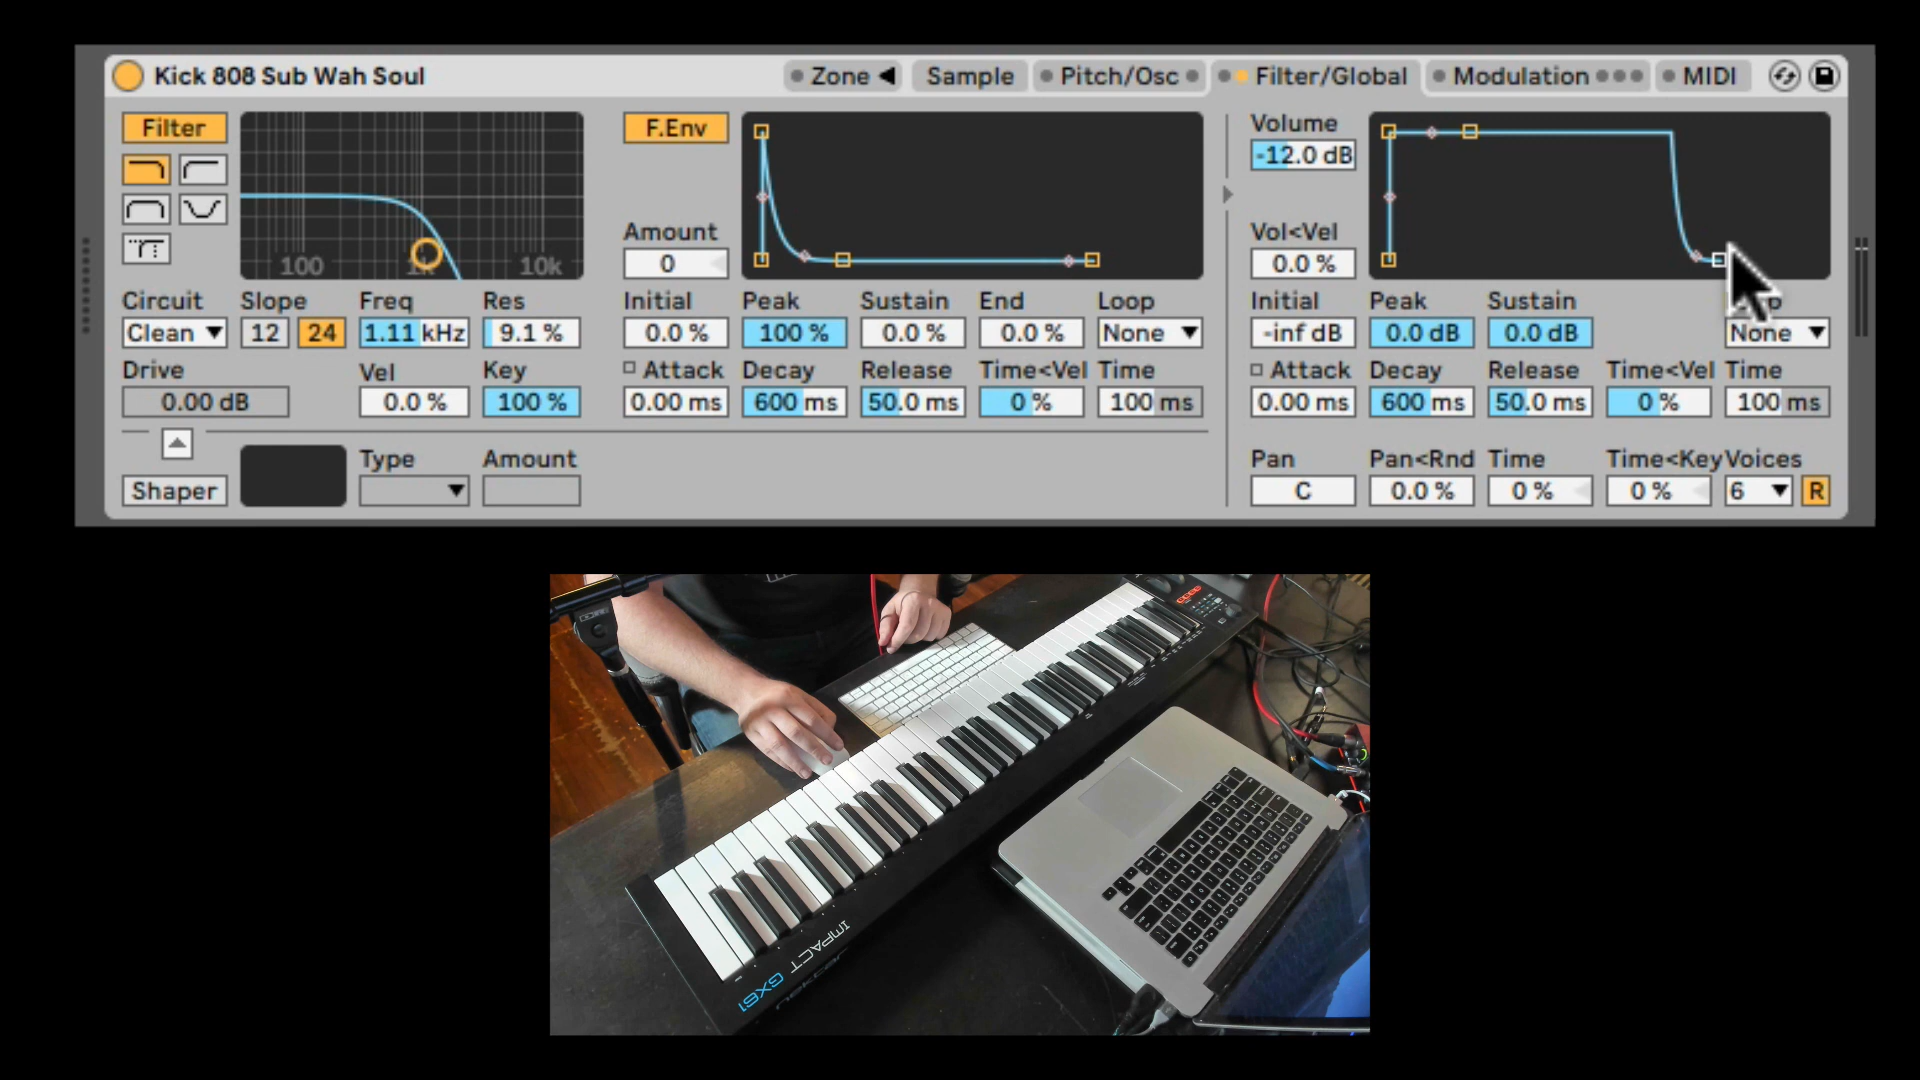 Kick 808 Sub Wah Soul Zone Sample Pitch/Osc Filter/Global Modulation MIDI
Filter F.Env Volume
-12.0 dB
Amount Vol<Vel
100 1k 10k 0 0.0 %
Circuit Slope Freq Res Initial Peak Sustain End Loop Initial Peak Sustain
Clean 12 24 1.11 kHz 9.1 % 0.0 % 100 % 0.0 % 0.0 % None -inf dB 0.0 dB 0.0 dB None
Drive Vel Key Attack Decay Release Time<Vel Time Attack Decay Release Time<Vel Time
0.00 dB 0.0 % 100 % 0.00 ms 600 ms 50.0 ms 0 % 100 ms 0.00 ms 600 ms 50.0 ms 0 % 100 ms
Type Amount Pan Pan<Rnd Time Time<Key Voices
Shaper C 0.0 % 0 % 0 % 6 R
IMPACT GX61